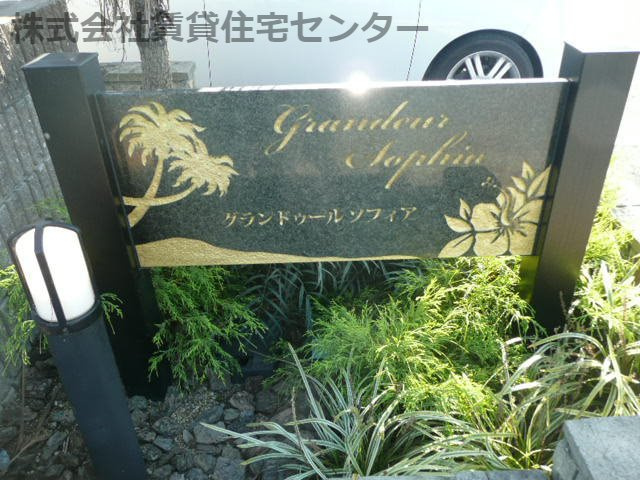 株式会社賃貸住宅センター
Grandeur
Sophia
グランドゥール ソフィア